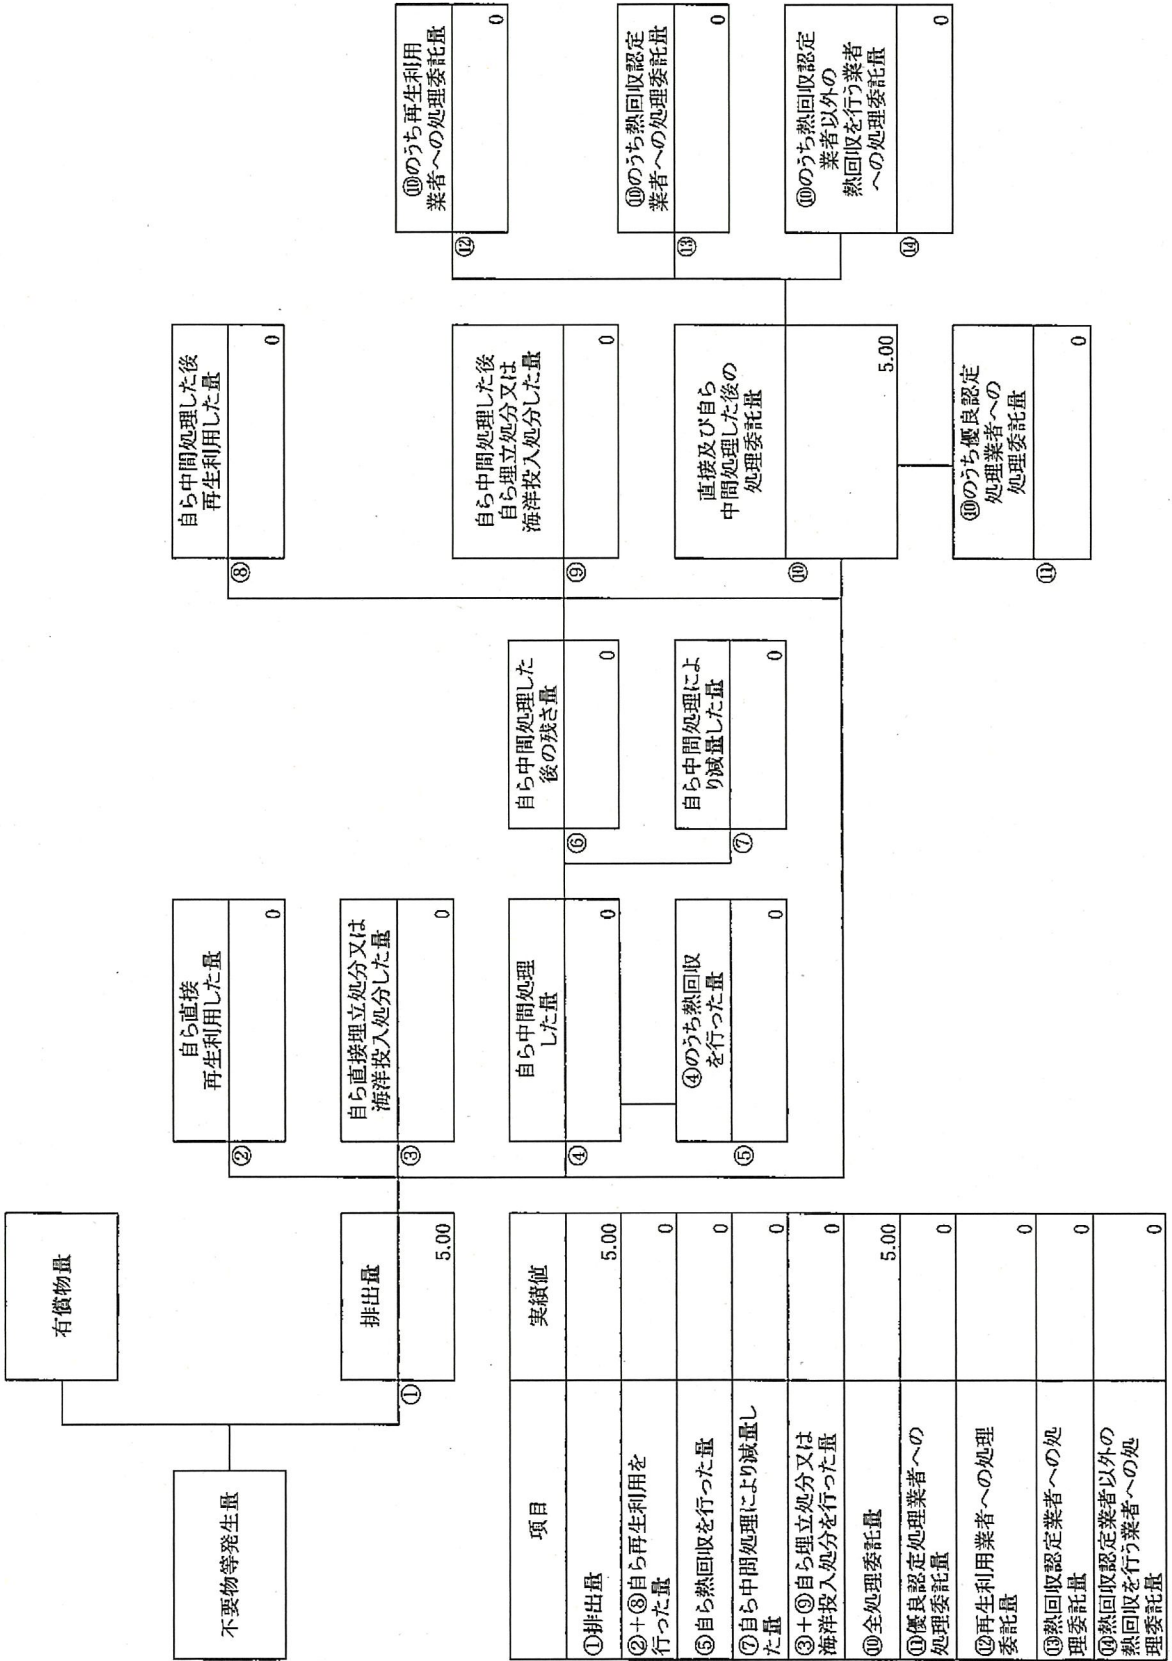 不要物等発生量
有償物量
排出量
①
5.00
自ら直接
再生利用した量
②
0
自ら直接埋立処分又は
海洋投入処分した量
③
0
自ら中間処理
した量
④
0
④のうち熱回収
を行った量
⑤
0
自ら中間処理した
後の残さ量
⑥
0
自ら中間処理によ
り減量した量
⑦
0
自ら中間処理した後
再生利用した量
⑧
0
自ら中間処理した後
自ら埋立処分又は
海洋投入処分した量
⑨
0
直接及び自ら
中間処理した後の
処理委託量
⑩
5.00
⑩のうち優良認定
処理業者への
処理委託量
⑪
0
⑩のうち再生利用
業者への処理委託量
⑫
0
⑩のうち熱回収認定
業者への処理委託量
⑬
0
⑩のうち熱回収認定
業者以外の
熱回収を行う業者
への処理委託量
⑭
0
項目 実績値
①排出量 5.00
②+⑧自ら再生利用を
行った量 0
⑤自ら熱回収を行った量 0
⑦自ら中間処理により減量し
た量 0
③+⑨自ら埋立処分又は
海洋投入処分を行った量 0
⑩全処理委託量 5.00
⑪優良認定処理業者への
処理委託量 0
⑫再生利用業者への処理
委託量 0
⑬熱回収認定業者への処
理委託量 0
⑭熱回収認定業者以外の
熱回収を行う業者への処
理委託量 0